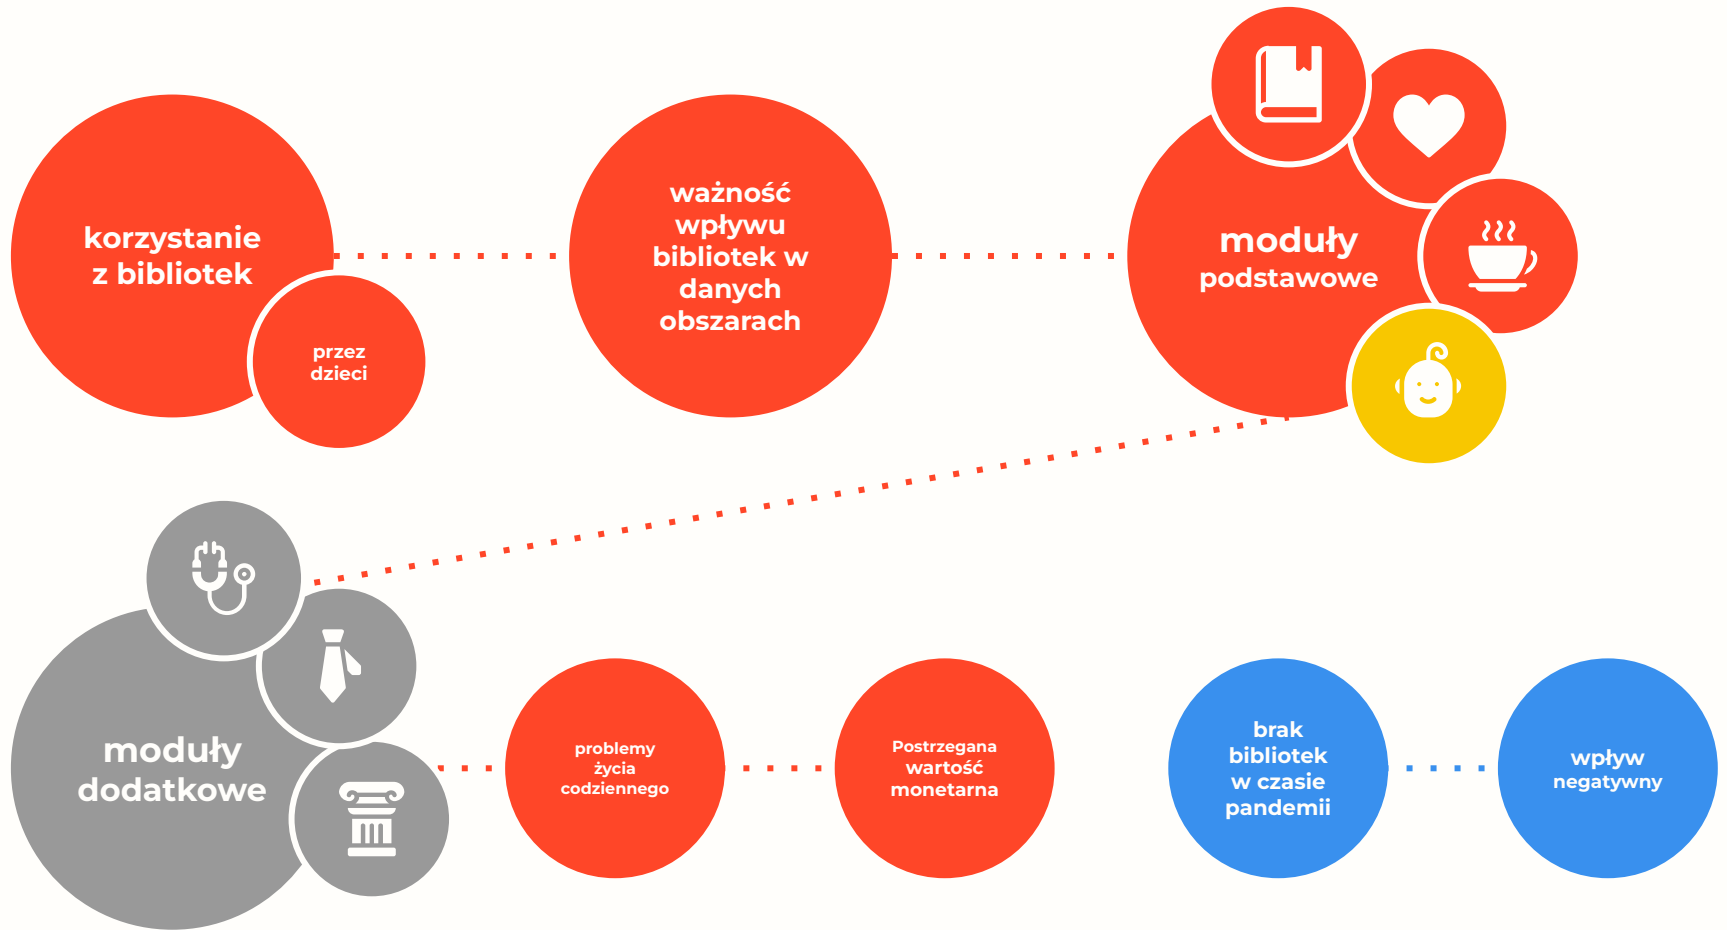 korzystanie
z bibliotek
przez
dzieci
ważność
wpływu
bibliotek w
danych
obszarach
moduły
podstawowe
moduły
dodatkowe
problemy
życia
codziennego
Postrzegana
wartość
monetarna
brak
bibliotek
w czasie
pandemii
wpływ
negatywny